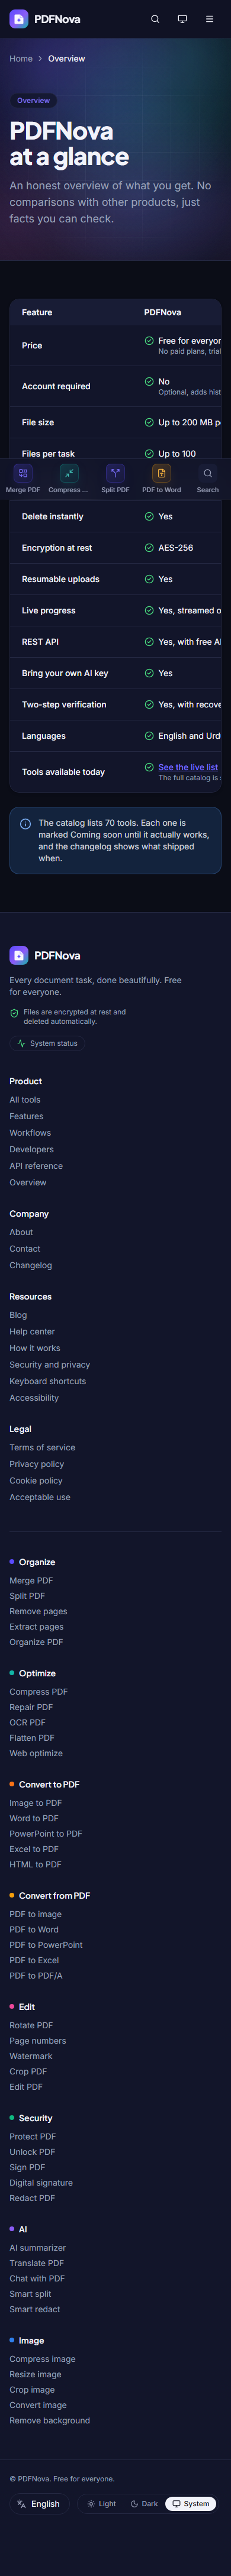 PDFNova
Home > Overview
Overview
PDFNova
at a glance
An honest overview of what you get. No
comparisons with other products, just
facts you can check.
Feature PDFNova
Price Free for everyon
No paid plans, trial
Account required No
Optional, adds hist
File size Up to 200 MB p
Files per task Up to 100
Merge PDF Compress ... Split PDF PDF to Word Search
Delete instantly Yes
Encryption at rest AES-256
Resumable uploads Yes
Live progress Yes, streamed o
REST API Yes, with free A
Bring your own AI key Yes
Two-step verification Yes, with recove
Languages English and Urd
Tools available today See the live list
The full catalog is
The catalog lists 70 tools. Each one is
marked Coming soon until it actually works,
and the changelog shows what shipped
when.
PDFNova
Every document task, done beautifully. Free
for everyone.
Files are encrypted at rest and
deleted automatically.
System status
Product
All tools
Features
Workflows
Developers
API reference
Overview
Company
About
Contact
Changelog
Resources
Blog
Help center
How it works
Security and privacy
Keyboard shortcuts
Accessibility
Legal
Terms of service
Privacy policy
Cookie policy
Acceptable use
Organize
Merge PDF
Split PDF
Remove pages
Extract pages
Organize PDF
Optimize
Compress PDF
Repair PDF
OCR PDF
Flatten PDF
Web optimize
Convert to PDF
Image to PDF
Word to PDF
PowerPoint to PDF
Excel to PDF
HTML to PDF
Convert from PDF
PDF to image
PDF to Word
PDF to PowerPoint
PDF to Excel
PDF to PDF/A
Edit
Rotate PDF
Page numbers
Watermark
Crop PDF
Edit PDF
Security
Protect PDF
Unlock PDF
Sign PDF
Digital signature
Redact PDF
AI
AI summarizer
Translate PDF
Chat with PDF
Smart split
Smart redact
Image
Compress image
Resize image
Crop image
Convert image
Remove background
© PDFNova. Free for everyone.
English Light Dark System